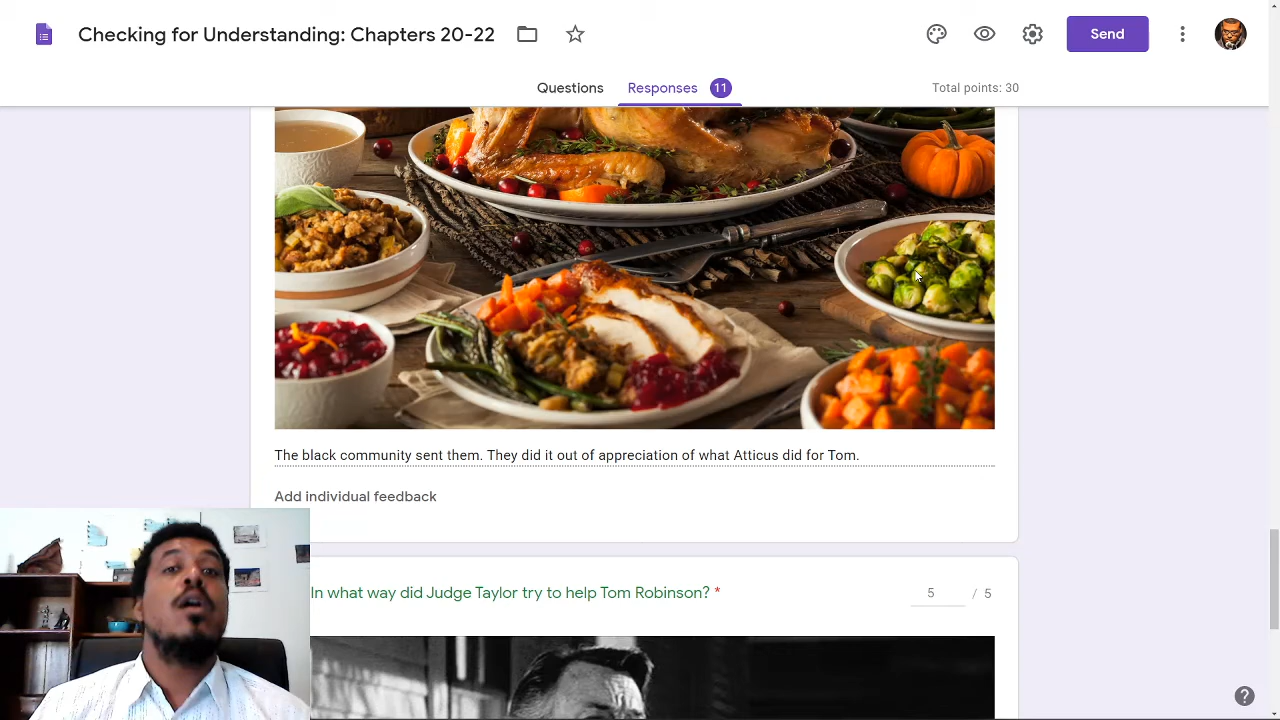 Checking for Understanding: Chapters 20-22
Send
Questions
Responses 11
Total points: 30
The black community sent them. They did it out of appreciation of what Atticus did for Tom.
Add individual feedback
In what way did Judge Taylor try to help Tom Robinson? *
5 / 5